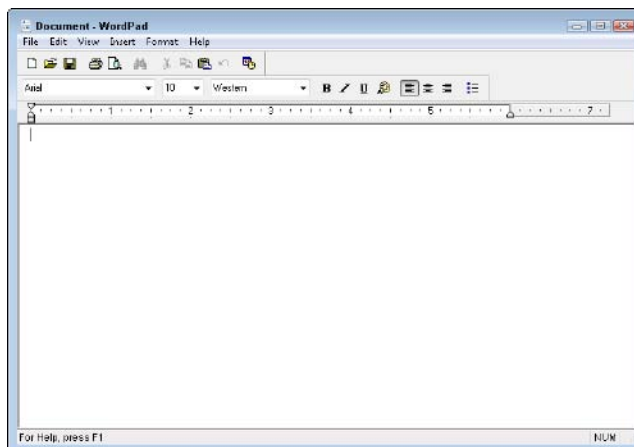 Document - WordPad
File Edit View Insert Format Help
Arial 10 Western B I U
1 2 3 4 5 7
For Help, press F1 NUM